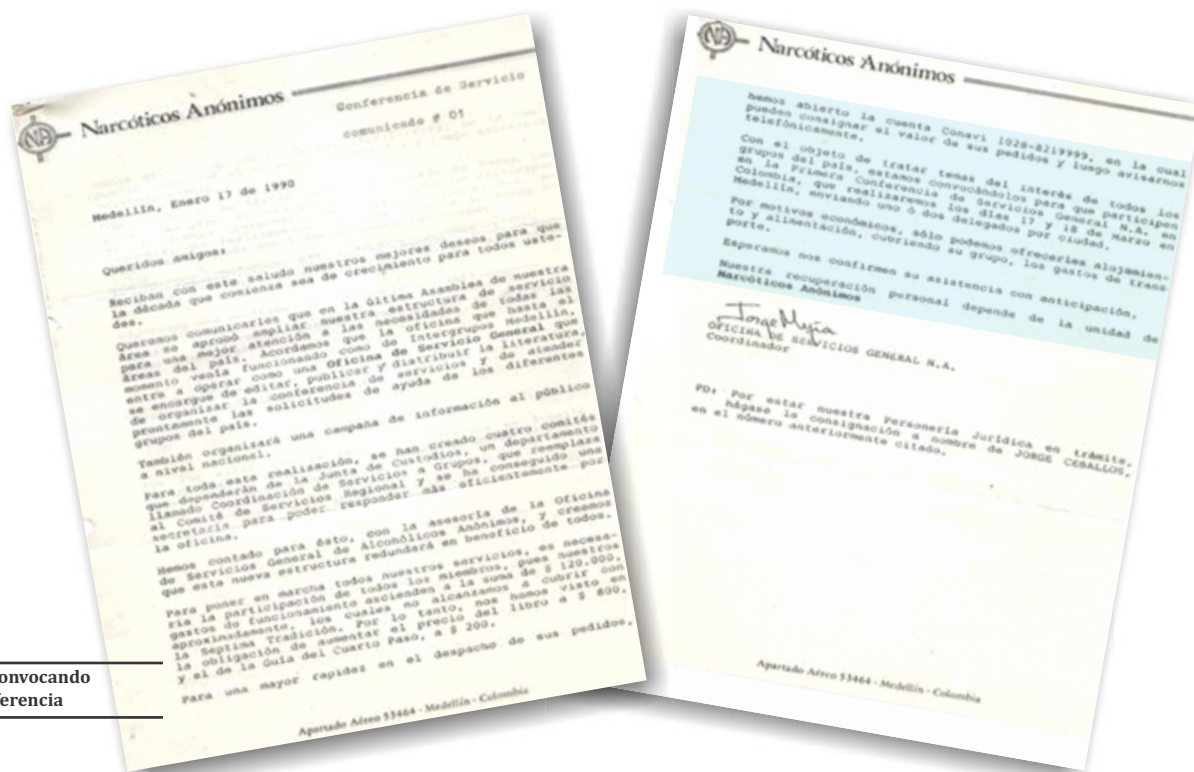 NA Narcóticos Anónimos
Conferencia de Servicio
comunicado # 01
Medellín, Enero 17 de 1990
Queridos amigos:
Reciban con este saludo nuestros mejores deseos para que
la década que comienza sea de crecimiento para todos uste-
des.
Queremos comunicarles que en la última Asamblea de nuestra
área se aprobó ampliar nuestra estructura de servicio
para una mejor atención a las necesidades de todas las
áreas del país. Acordamos que la oficina que hasta el
momento venía funcionando como de Intergrupos Medellín,
entre a operar como una Oficina de Servicio General que
se encargue de editar, publicar y distribuir la literatura,
de organizar la conferencia de servicios y de atender
prontamente las solicitudes de ayuda de los diferentes
grupos del país.
También organizará una campaña de información al público
a nivel nacional.
Para toda esta realización, se han creado cuatro comités
que dependerán de la Junta de Custodios, un departamento
llamado Coordinación de Servicios a Grupos, que reemplaza
al Comité de Servicios Regional y se ha conseguido una
secretaria para poder responder más eficientemente por
la oficina.
Hemos contado para ésto, con la asesoría de la Oficina
de Servicios General de Alcohólicos Anónimos, y creemos
que esta nueva estructura redundará en beneficio de todos.
Para poner en marcha todos nuestros servicios, es necesa-
ria la participación de todos los miembros, pues nuestros
gastos de funcionamiento ascienden a la suma de $ 120.000,
aproximadamente, los cuales no alcanzamos a cubrir con
la Septima Tradición. Por lo tanto, nos hemos visto en
la obligación de aumentar el precio del libro a $ 800,
y el de la Guía del Cuarto Paso, a $ 200.
Para una mayor rapidez en el despacho de sus pedidos,
Apartado Aéreo 53464 - Medellín - Colombia
onvocando
ferencia
NA Narcóticos Anónimos
hemos abierto la cuenta Conavi 1028-8219999, en la cual
pueden consignar el valor de sus pedidos y luego avisarnos
telefónicamente.
Con el objeto de tratar temas del interés de todos los
grupos del país, estamos convocándolos para que participen
en la Primera Conferencia de Servicios General N.A. en
Colombia, que realizaremos los días 17 y 18 de Marzo en
Medellín, enviando uno ó dos delegados por ciudad.
Por motivos económicos, sólo podemos ofrecerles alojamien-
to y alimentación, cubriendo su grupo, los gastos de trans-
porte.
Esperamos nos confirmen su asistencia con anticipación.
Nuestra recuperación personal depende de la unidad de
Narcóticos Anónimos
Jorge Mejía
OFICINA DE SERVICIOS GENERAL N.A.
Coordinador
PD: Por estar nuestra Personería Jurídica en trámite,
hágase la consignación a nombre de JORGE CEBALLOS,
en el número anteriormente citado.
Apartado Aéreo 53464 - Medellín - Colombia